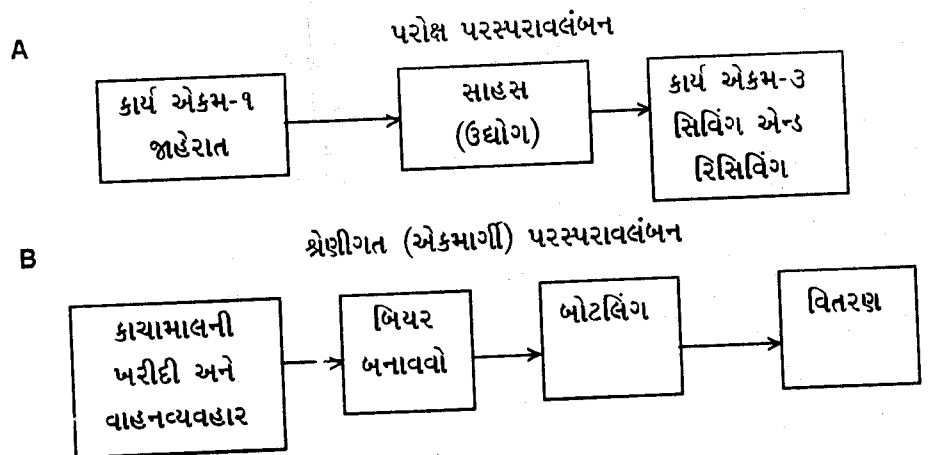 A
પરોક્ષ પરસ્પરાવલંબન
કાર્ય એકમ-૧
જાહેરાત
સાહસ
(ઉદ્યોગ)
કાર્ય એકમ-૩
સિવિંગ એન્ડ
રિસિવિંગ
B
શ્રેણીગત (એકમાર્ગી) પરસ્પરાવલંબન
કાચામાલની
ખરીદી અને
વાહનવ્યવહાર
બિયર
બનાવવો
બોટલિંગ
વિતરણ